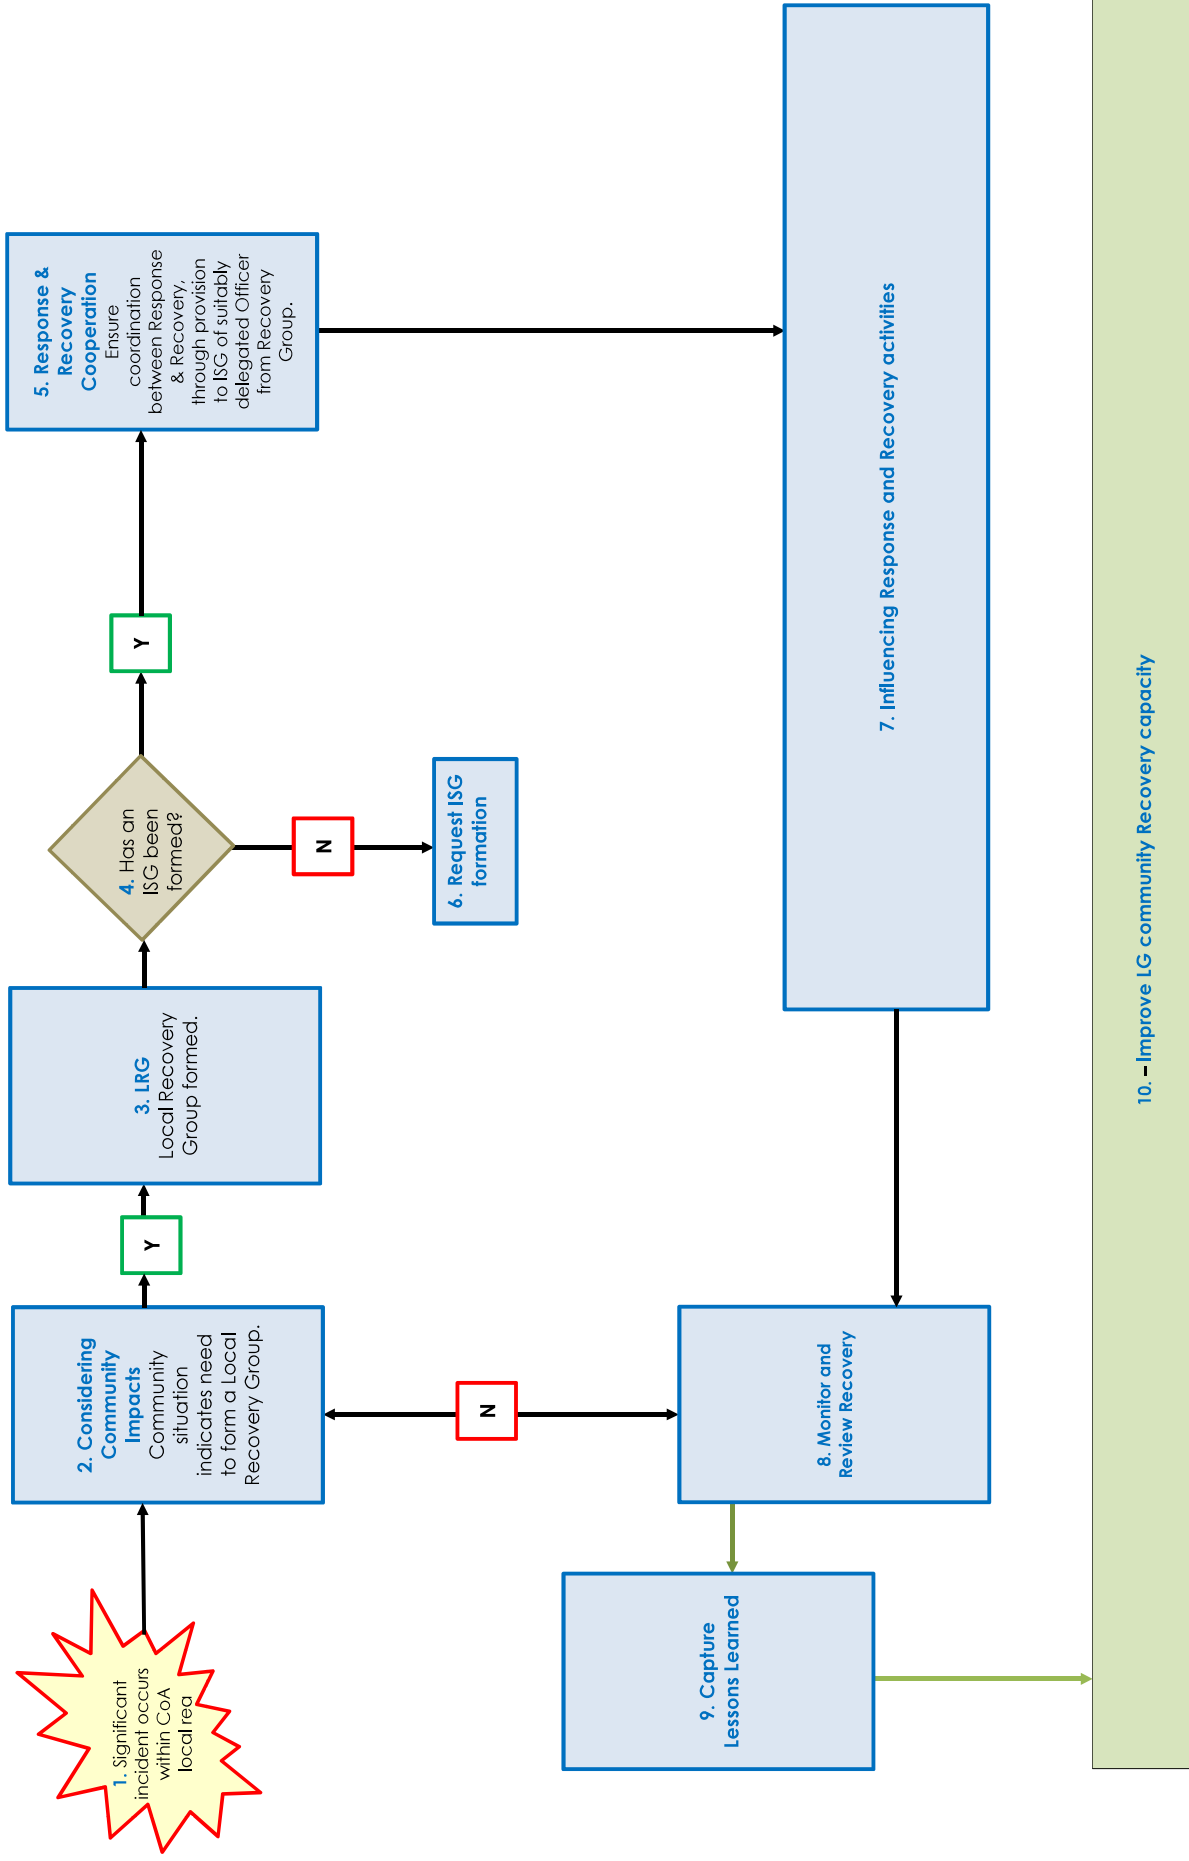 1. Significant
incident occurs
within CoA
local rea
2. Considering
Community
Impacts
Community
situation
indicates need
to form a Local
Recovery Group.
Y
3. LRG
Local Recovery
Group formed.
4. Has an
ISG been
formed?
Y
5. Response &
Recovery
Cooperation
Ensure
coordination
between Response
& Recovery,
through provision
to ISG of suitably
delegated Officer
from Recovery
Group.
N
6. Request ISG
formation
7. Influencing Response and Recovery activities
N
8. Monitor and
Review Recovery
9. Capture
Lessons Learned
10. – Improve LG community Recovery capacity